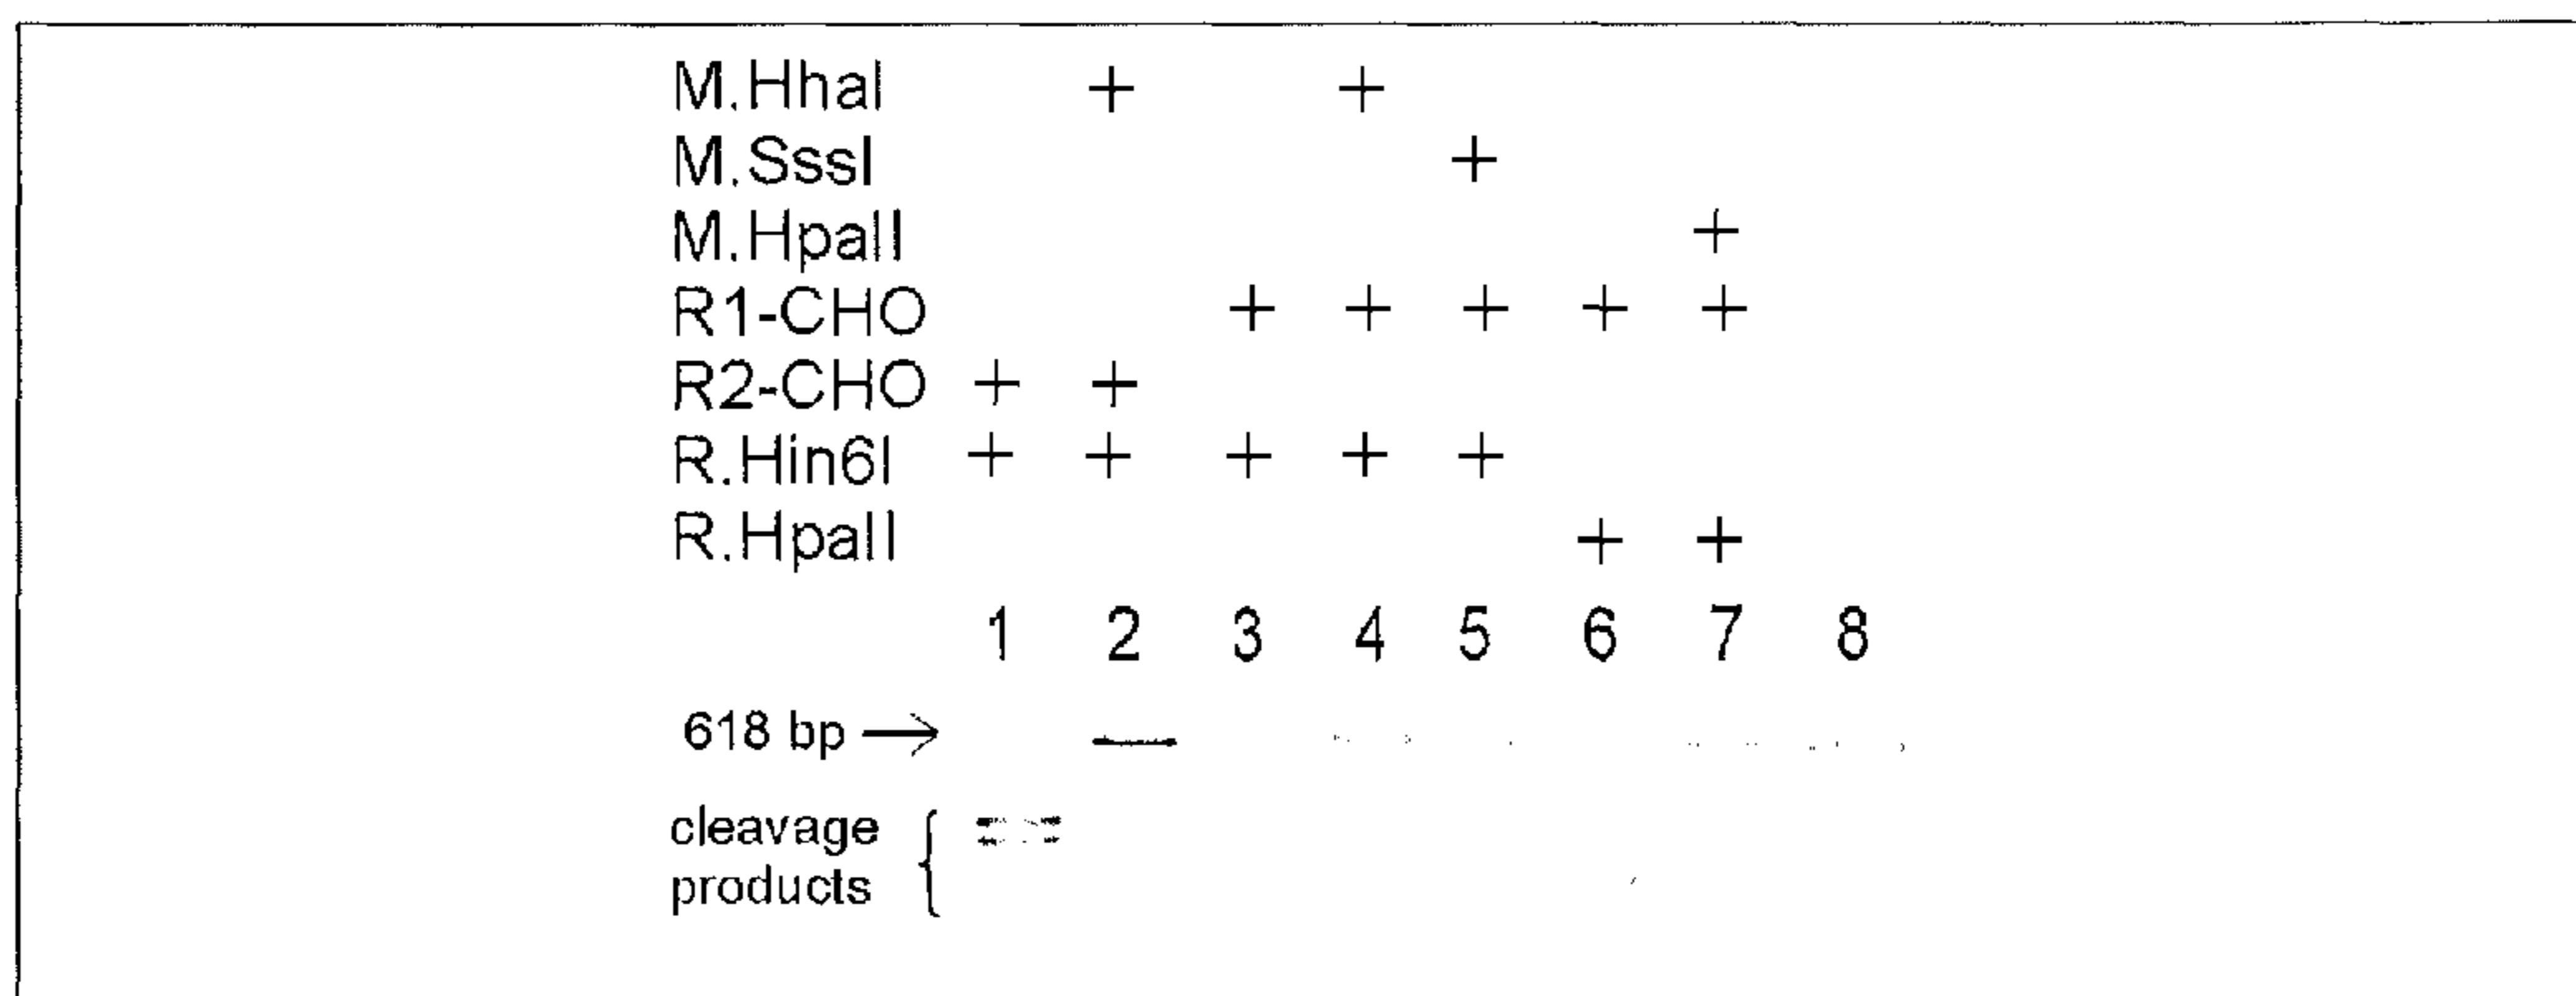 M.HhaI + +
M.SssI +
M.HpaII +
R1-CHO + + + + +
R2-CHO + +
R.Hin6I + + + + +
R.HpaII + +
1 2 3 4 5 6 7 8
618 bp →
cleavage
products